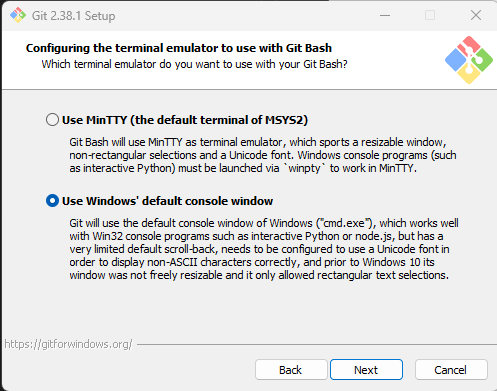 Git 2.38.1 Setup
Configuring the terminal emulator to use with Git Bash
Which terminal emulator do you want to use with your Git Bash?
Use MinTTY (the default terminal of MSYS2)
Git Bash will use MinTTY as terminal emulator, which sports a resizable window,
non-rectangular selections and a Unicode font. Windows console programs (such
as interactive Python) must be launched via `winpty` to work in MinTTY.
Use Windows' default console window
Git will use the default console window of Windows ("cmd.exe"), which works well
with Win32 console programs such as interactive Python or node.js, but has a
very limited default scroll-back, needs to be configured to use a Unicode font in
order to display non-ASCII characters correctly, and prior to Windows 10 its
window was not freely resizable and it only allowed rectangular text selections.
https://gitforwindows.org/
Back
Next
Cancel